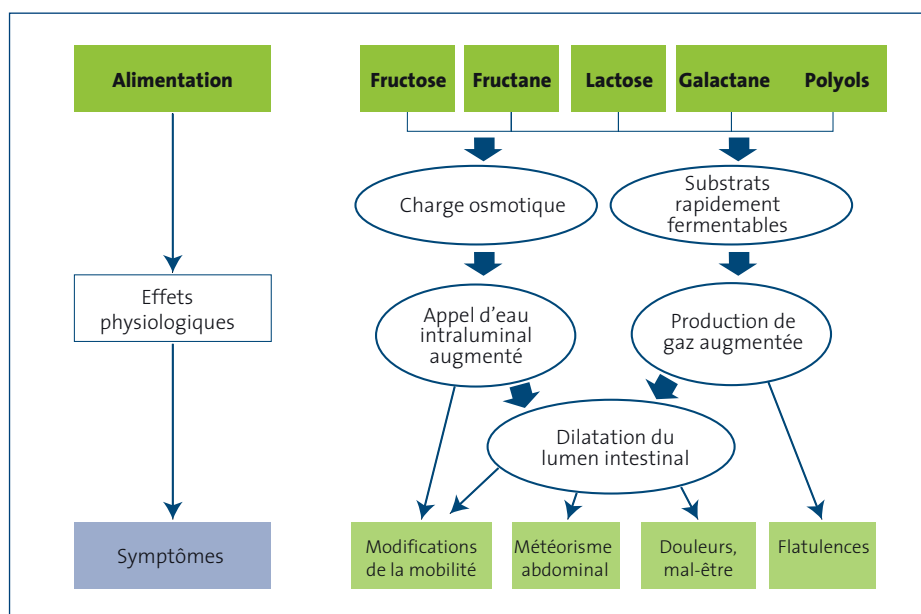 Alimentation
Fructose
Fructane
Lactose
Galactane
Polyols
Charge osmotique
Substrats
rapidement
fermentables
Effets
physiologiques
Appel d'eau
intraluminal
augmenté
Production de
gaz augmentée
Dilatation du
lumen intestinal
Symptômes
Modifications
de la mobilité
Météorisme
abdominal
Douleurs,
mal-être
Flatulences